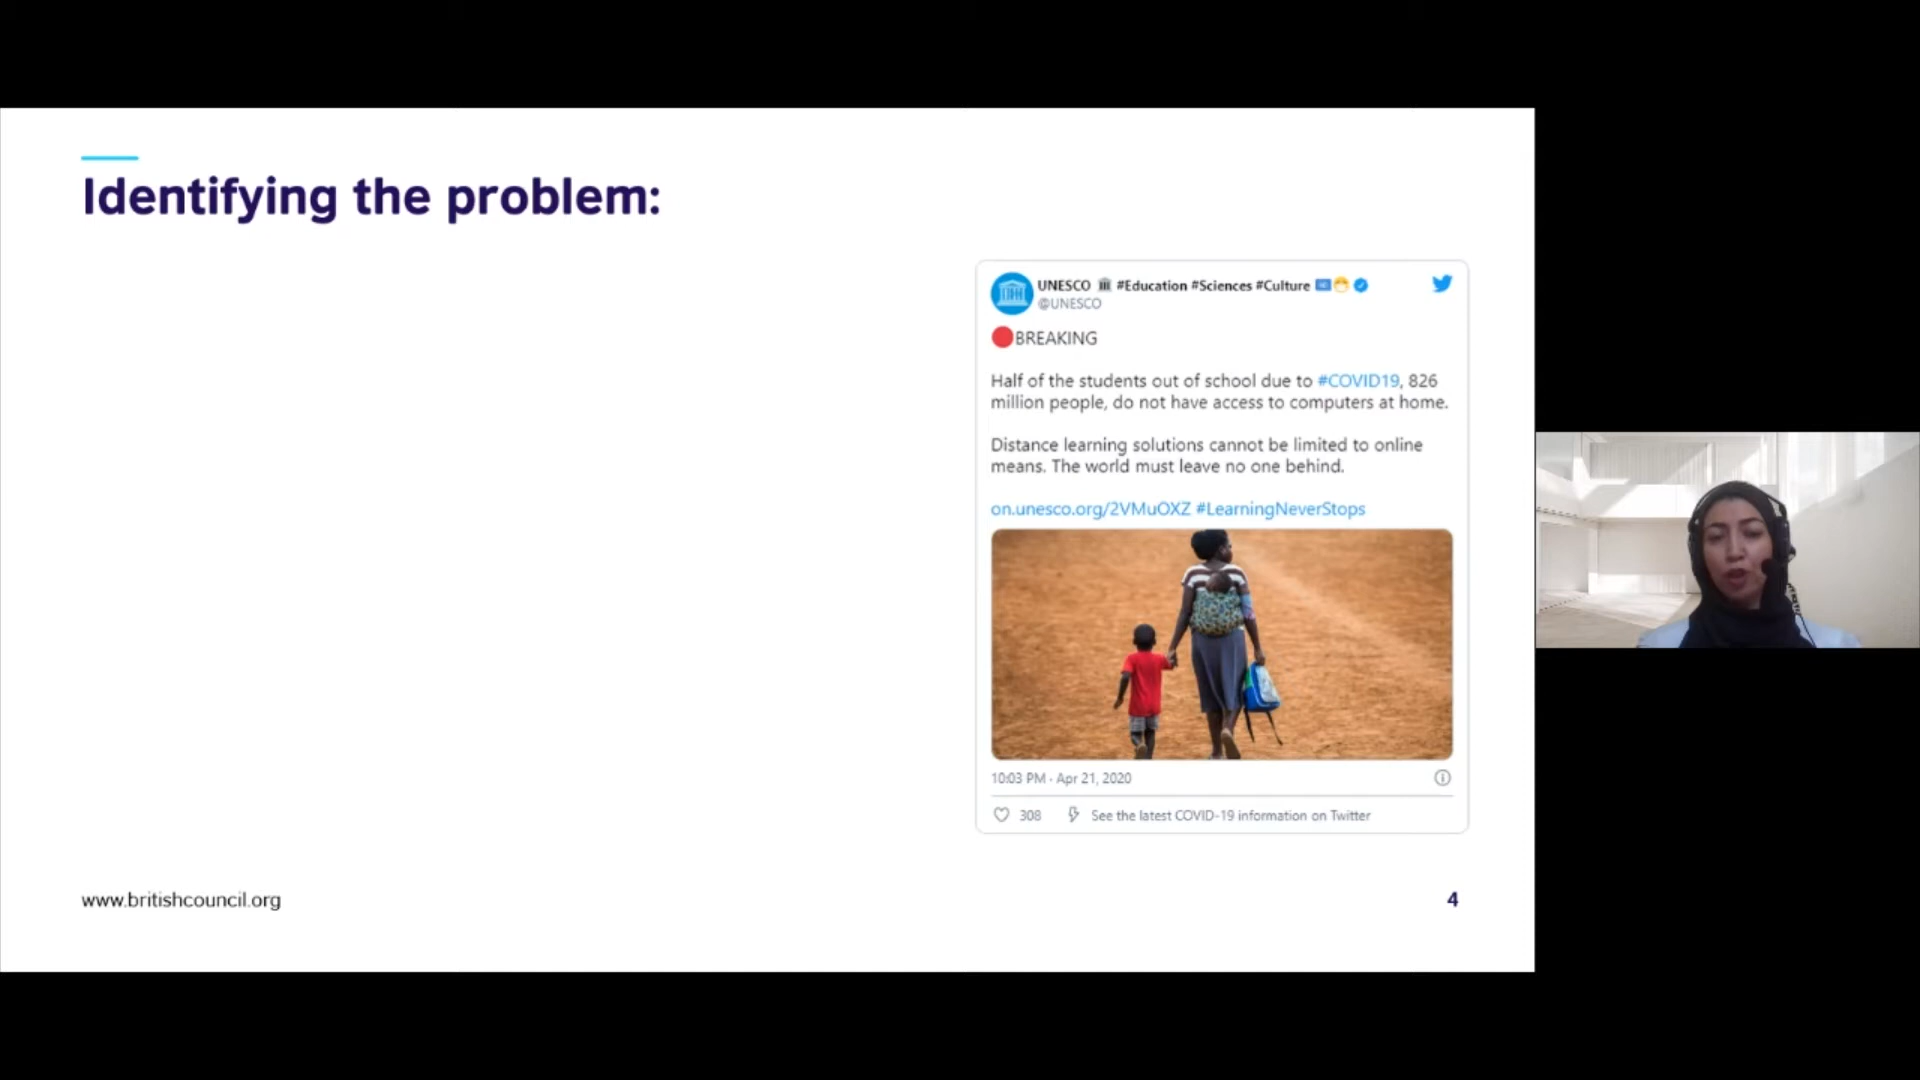 Identifying the problem:
UNESCO 🏛 #Education #Sciences #Culture
@UNESCO
🔴BREAKING
Half of the students out of school due to #COVID19, 826
million people, do not have access to computers at home.
Distance learning solutions cannot be limited to online
means. The world must leave no one behind.
on.unesco.org/2VMuOXZ #LearningNeverStops
10:03 PM · Apr 21, 2020
308 See the latest COVID-19 information on Twitter
www.britishcouncil.org
4